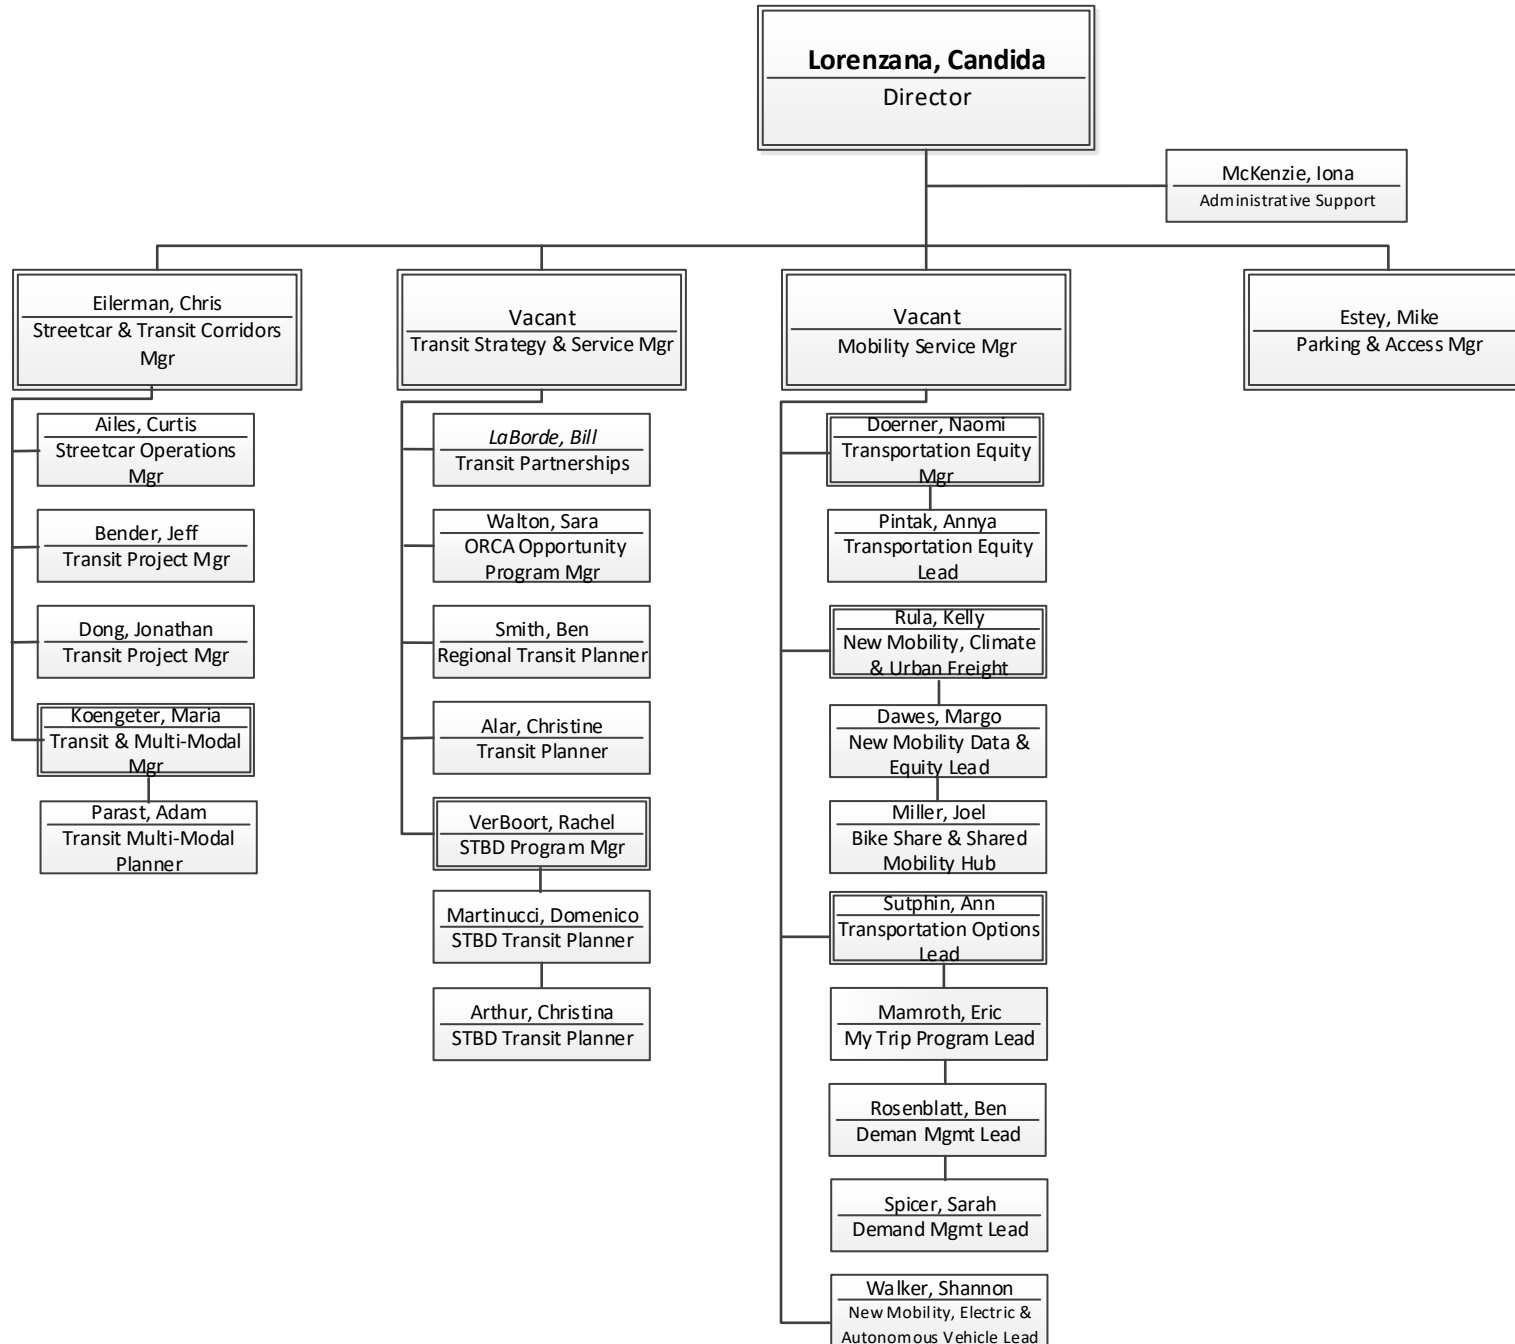 Lorenzana, Candida
Director
McKenzie, Iona
Administrative Support
Eilerman, Chris
Streetcar & Transit Corridors
Mgr
Ailes, Curtis
Streetcar Operations
Mgr
Bender, Jeff
Transit Project Mgr
Dong, Jonathan
Transit Project Mgr
Koengeter, Maria
Transit & Multi-Modal
Mgr
Parast, Adam
Transit Multi-Modal
Planner
Vacant
Transit Strategy & Service Mgr
LaBorde, Bill
Transit Partnerships
Walton, Sara
ORCA Opportunity
Program Mgr
Smith, Ben
Regional Transit Planner
Alar, Christine
Transit Planner
VerBoort, Rachel
STBD Program Mgr
Martinucci, Domenico
STBD Transit Planner
Arthur, Christina
STBD Transit Planner
Vacant
Mobility Service Mgr
Doerner, Naomi
Transportation Equity
Mgr
Pintak, Annya
Transportation Equity
Lead
Rula, Kelly
New Mobility, Climate
& Urban Freight
Dawes, Margo
New Mobility Data &
Equity Lead
Miller, Joel
Bike Share & Shared
Mobility Hub
Sutphin, Ann
Transportation Options
Lead
Mamroth, Eric
My Trip Program Lead
Rosenblatt, Ben
Deman Mgmt Lead
Spicer, Sarah
Demand Mgmt Lead
Walker, Shannon
New Mobility, Electric &
Autonomous Vehicle Lead
Estey, Mike
Parking & Access Mgr